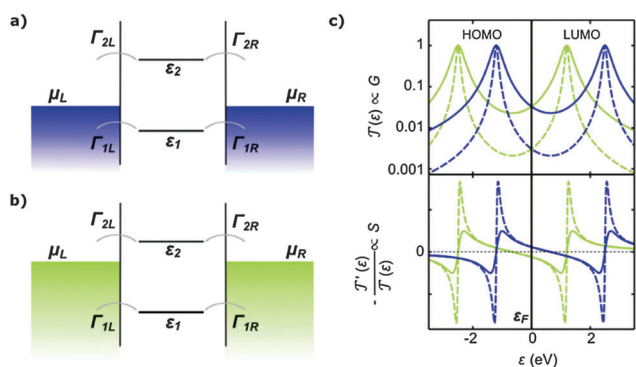 a)
Γ2L
Γ2R
ε2
μL
μR
Γ1L
ε1
Γ1R
b)
Γ2L
Γ2R
μL
ε2
μR
Γ1L
ε1
Γ1R
c)
HOMO
LUMO
1
0.1
0.01
0.001
𝒯(ε) ∝ G
0
- 𝒯'(ε)/𝒯(ε) ∝ S
εF
-2
0
2
ε (eV)